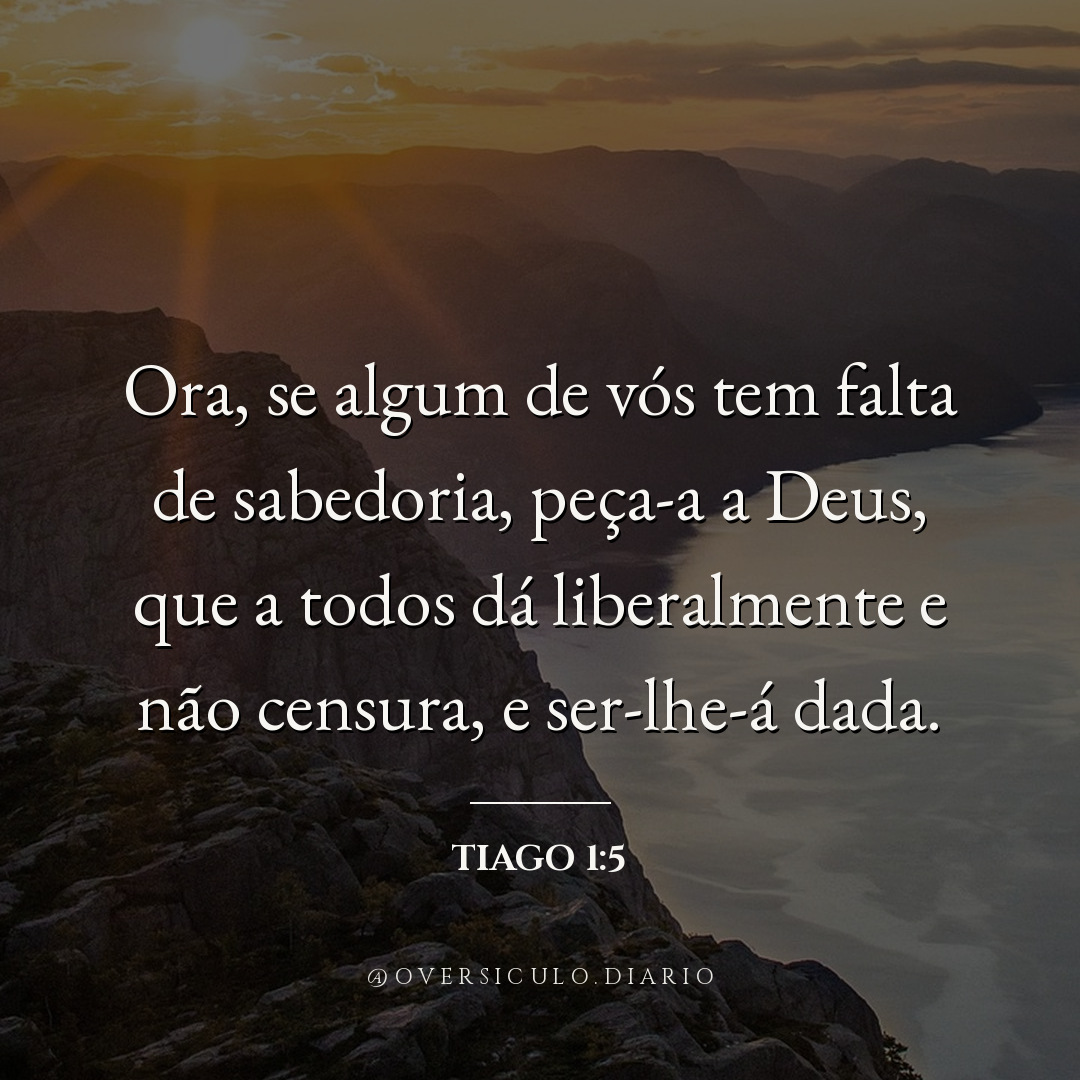 Ora, se algum de vós tem falta
de sabedoria, peça-a a Deus,
que a todos dá liberalmente e
não censura, e ser-lhe-á dada.
TIAGO 1:5
@OVERSICULO.DIARIO